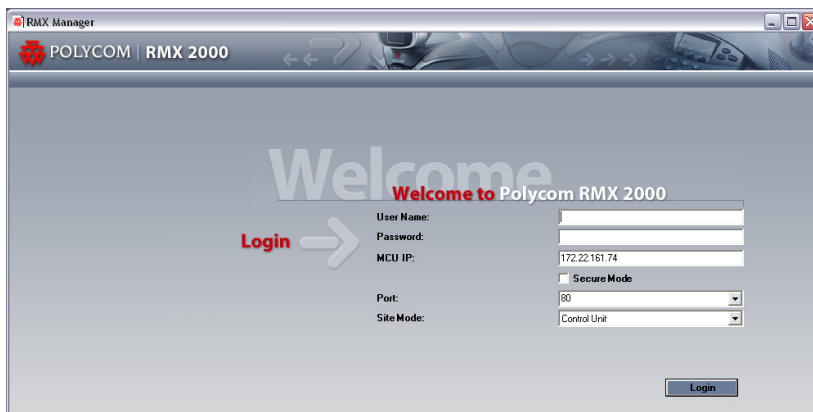 RMX Manager
POLYCOM | RMX 2000
Welcome
Welcome to Polycom RMX 2000
Login
User Name:
Password:
MCU IP: 172.22.161.74
Secure Mode
Port: 80
Site Mode: Control Unit
Login